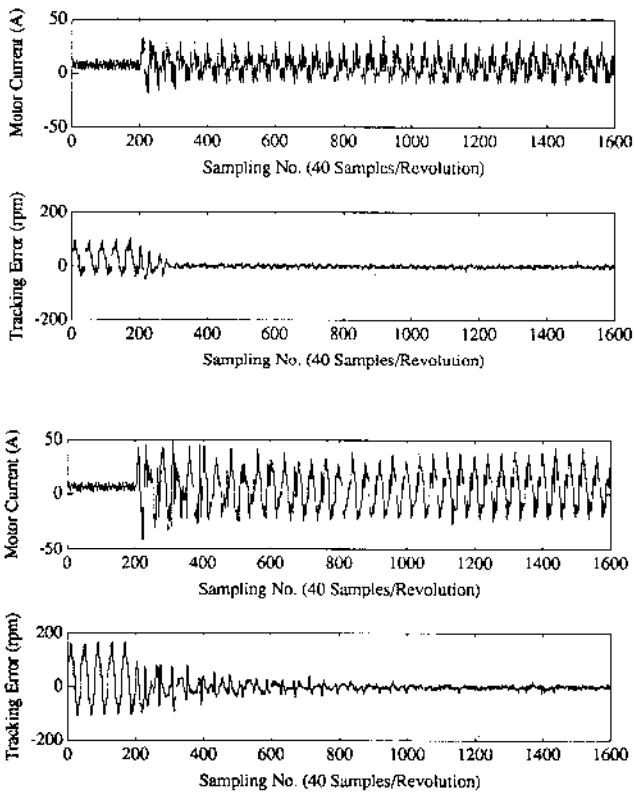 Motor Current (A)
50
0
-50
0 200 400 600 800 1000 1200 1400 1600
Sampling No. (40 Samples/Revolution)
Tracking Error (rpm)
200
0
-200
0 200 400 600 800 1000 1200 1400 1600
Sampling No. (40 Samples/Revolution)
Motor Current (A)
50
0
-50
0 200 400 600 800 1000 1200 1400 1600
Sampling No. (40 Samples/Revolution)
Tracking Error (rpm)
200
0
-200
0 200 400 600 800 1000 1200 1400 1600
Sampling No. (40 Samples/Revolution)